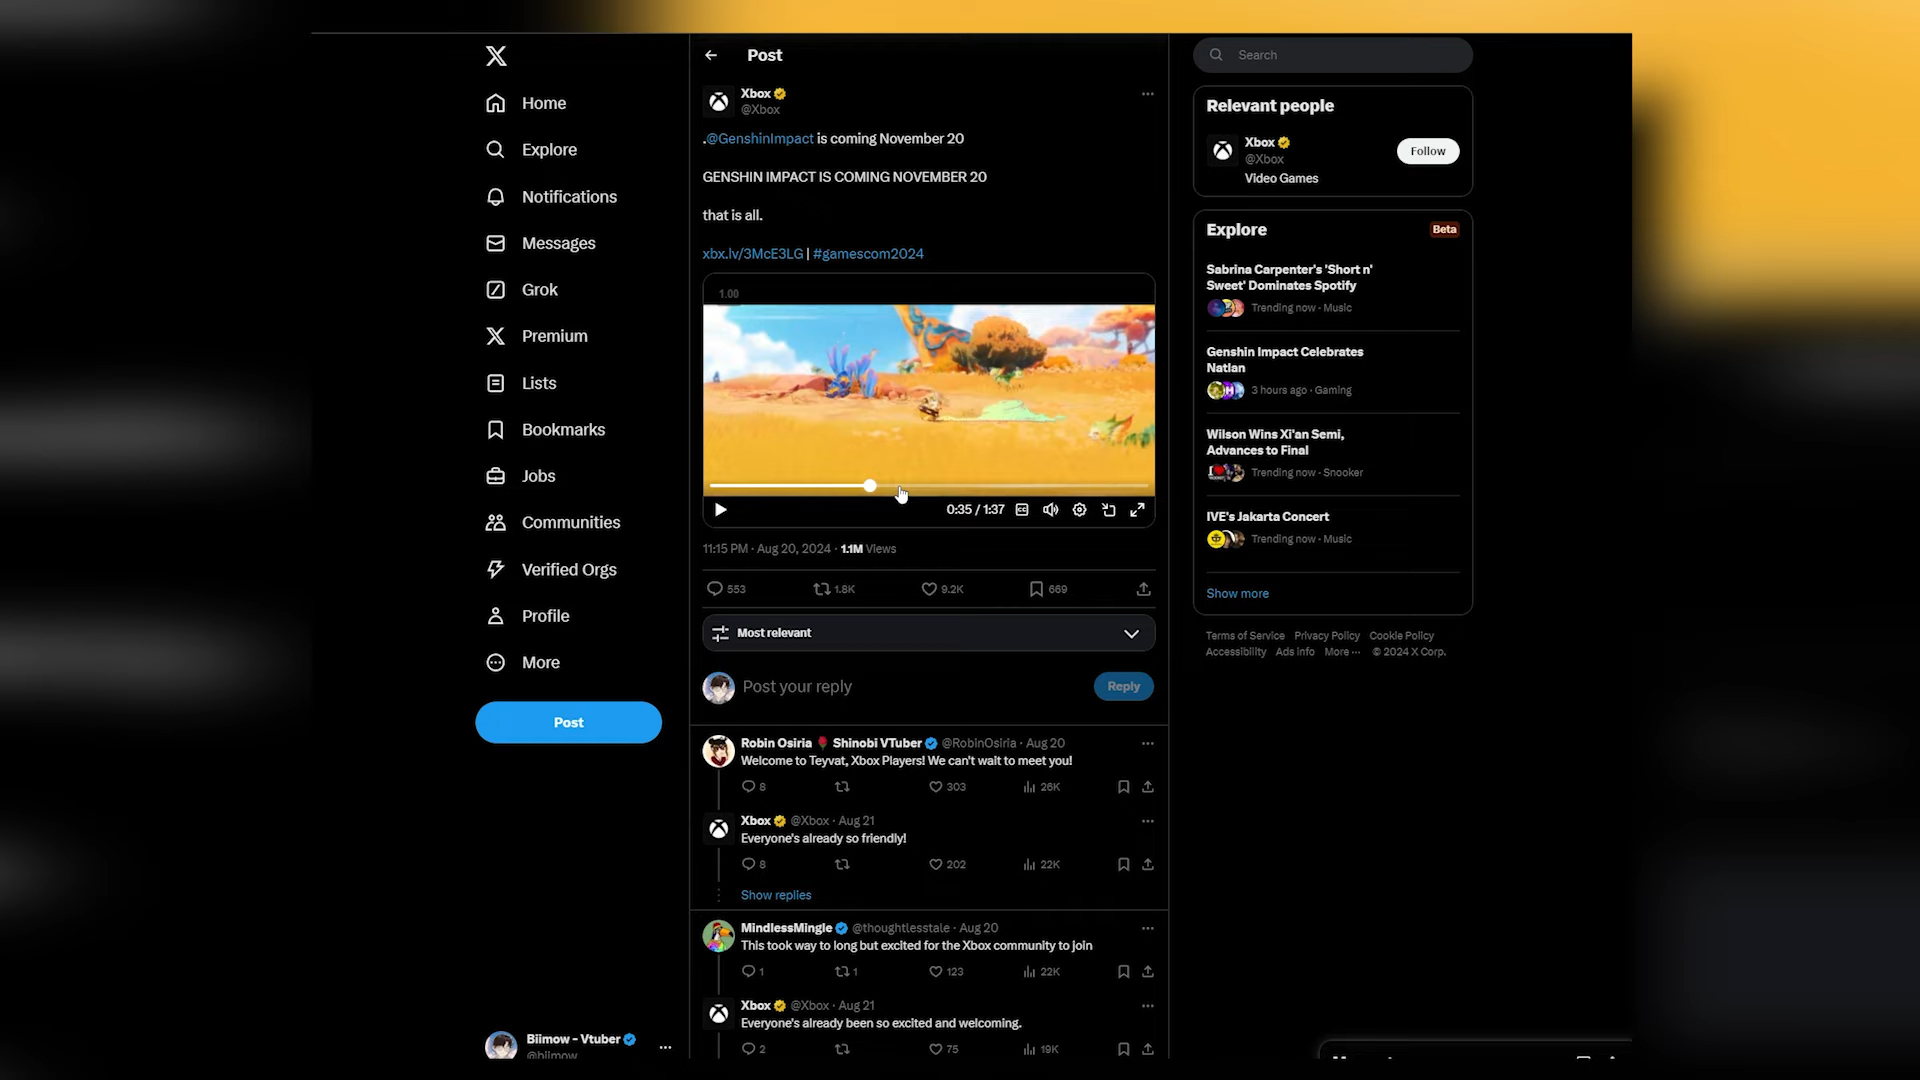 Home
Explore
Notifications
Messages
Grok
Premium
Lists
Bookmarks
Jobs
Communities
Verified Orgs
Profile
More
Post
Biimow - Vtuber
@biimow
Post
Xbox
@Xbox
.@GenshinImpact is coming November 20
GENSHIN IMPACT IS COMING NOVEMBER 20
that is all.
xbx.lv/3McE3LG | #gamescom2024
1.00
0:35 / 1:37
11:15 PM · Aug 20, 2024 · 1.1M Views
553 1.8K 9.2K 669
Most relevant
Post your reply
Reply
Robin Osiria Shinobi VTuber @RobinOsiria · Aug 20
Welcome to Teyvat, Xbox Players! We can't wait to meet you!
8 303 26K
Xbox @Xbox · Aug 21
Everyone's already so friendly!
8 202 22K
Show replies
MindlessMingle @thoughtlesstale · Aug 20
This took way to long but excited for the Xbox community to join
1 1 123 22K
Xbox @Xbox · Aug 21
Everyone's already been so excited and welcoming.
2 75 19K
Search
Relevant people
Xbox
@Xbox
Follow
Video Games
Explore
Beta
Sabrina Carpenter's 'Short n'
Sweet' Dominates Spotify
Trending now · Music
Genshin Impact Celebrates
Natlan
3 hours ago · Gaming
Wilson Wins Xi'an Semi,
Advances to Final
Trending now · Snooker
IVE's Jakarta Concert
Trending now · Music
Show more
Terms of Service Privacy Policy Cookie Policy
Accessibility Ads info More ··· © 2024 X Corp.